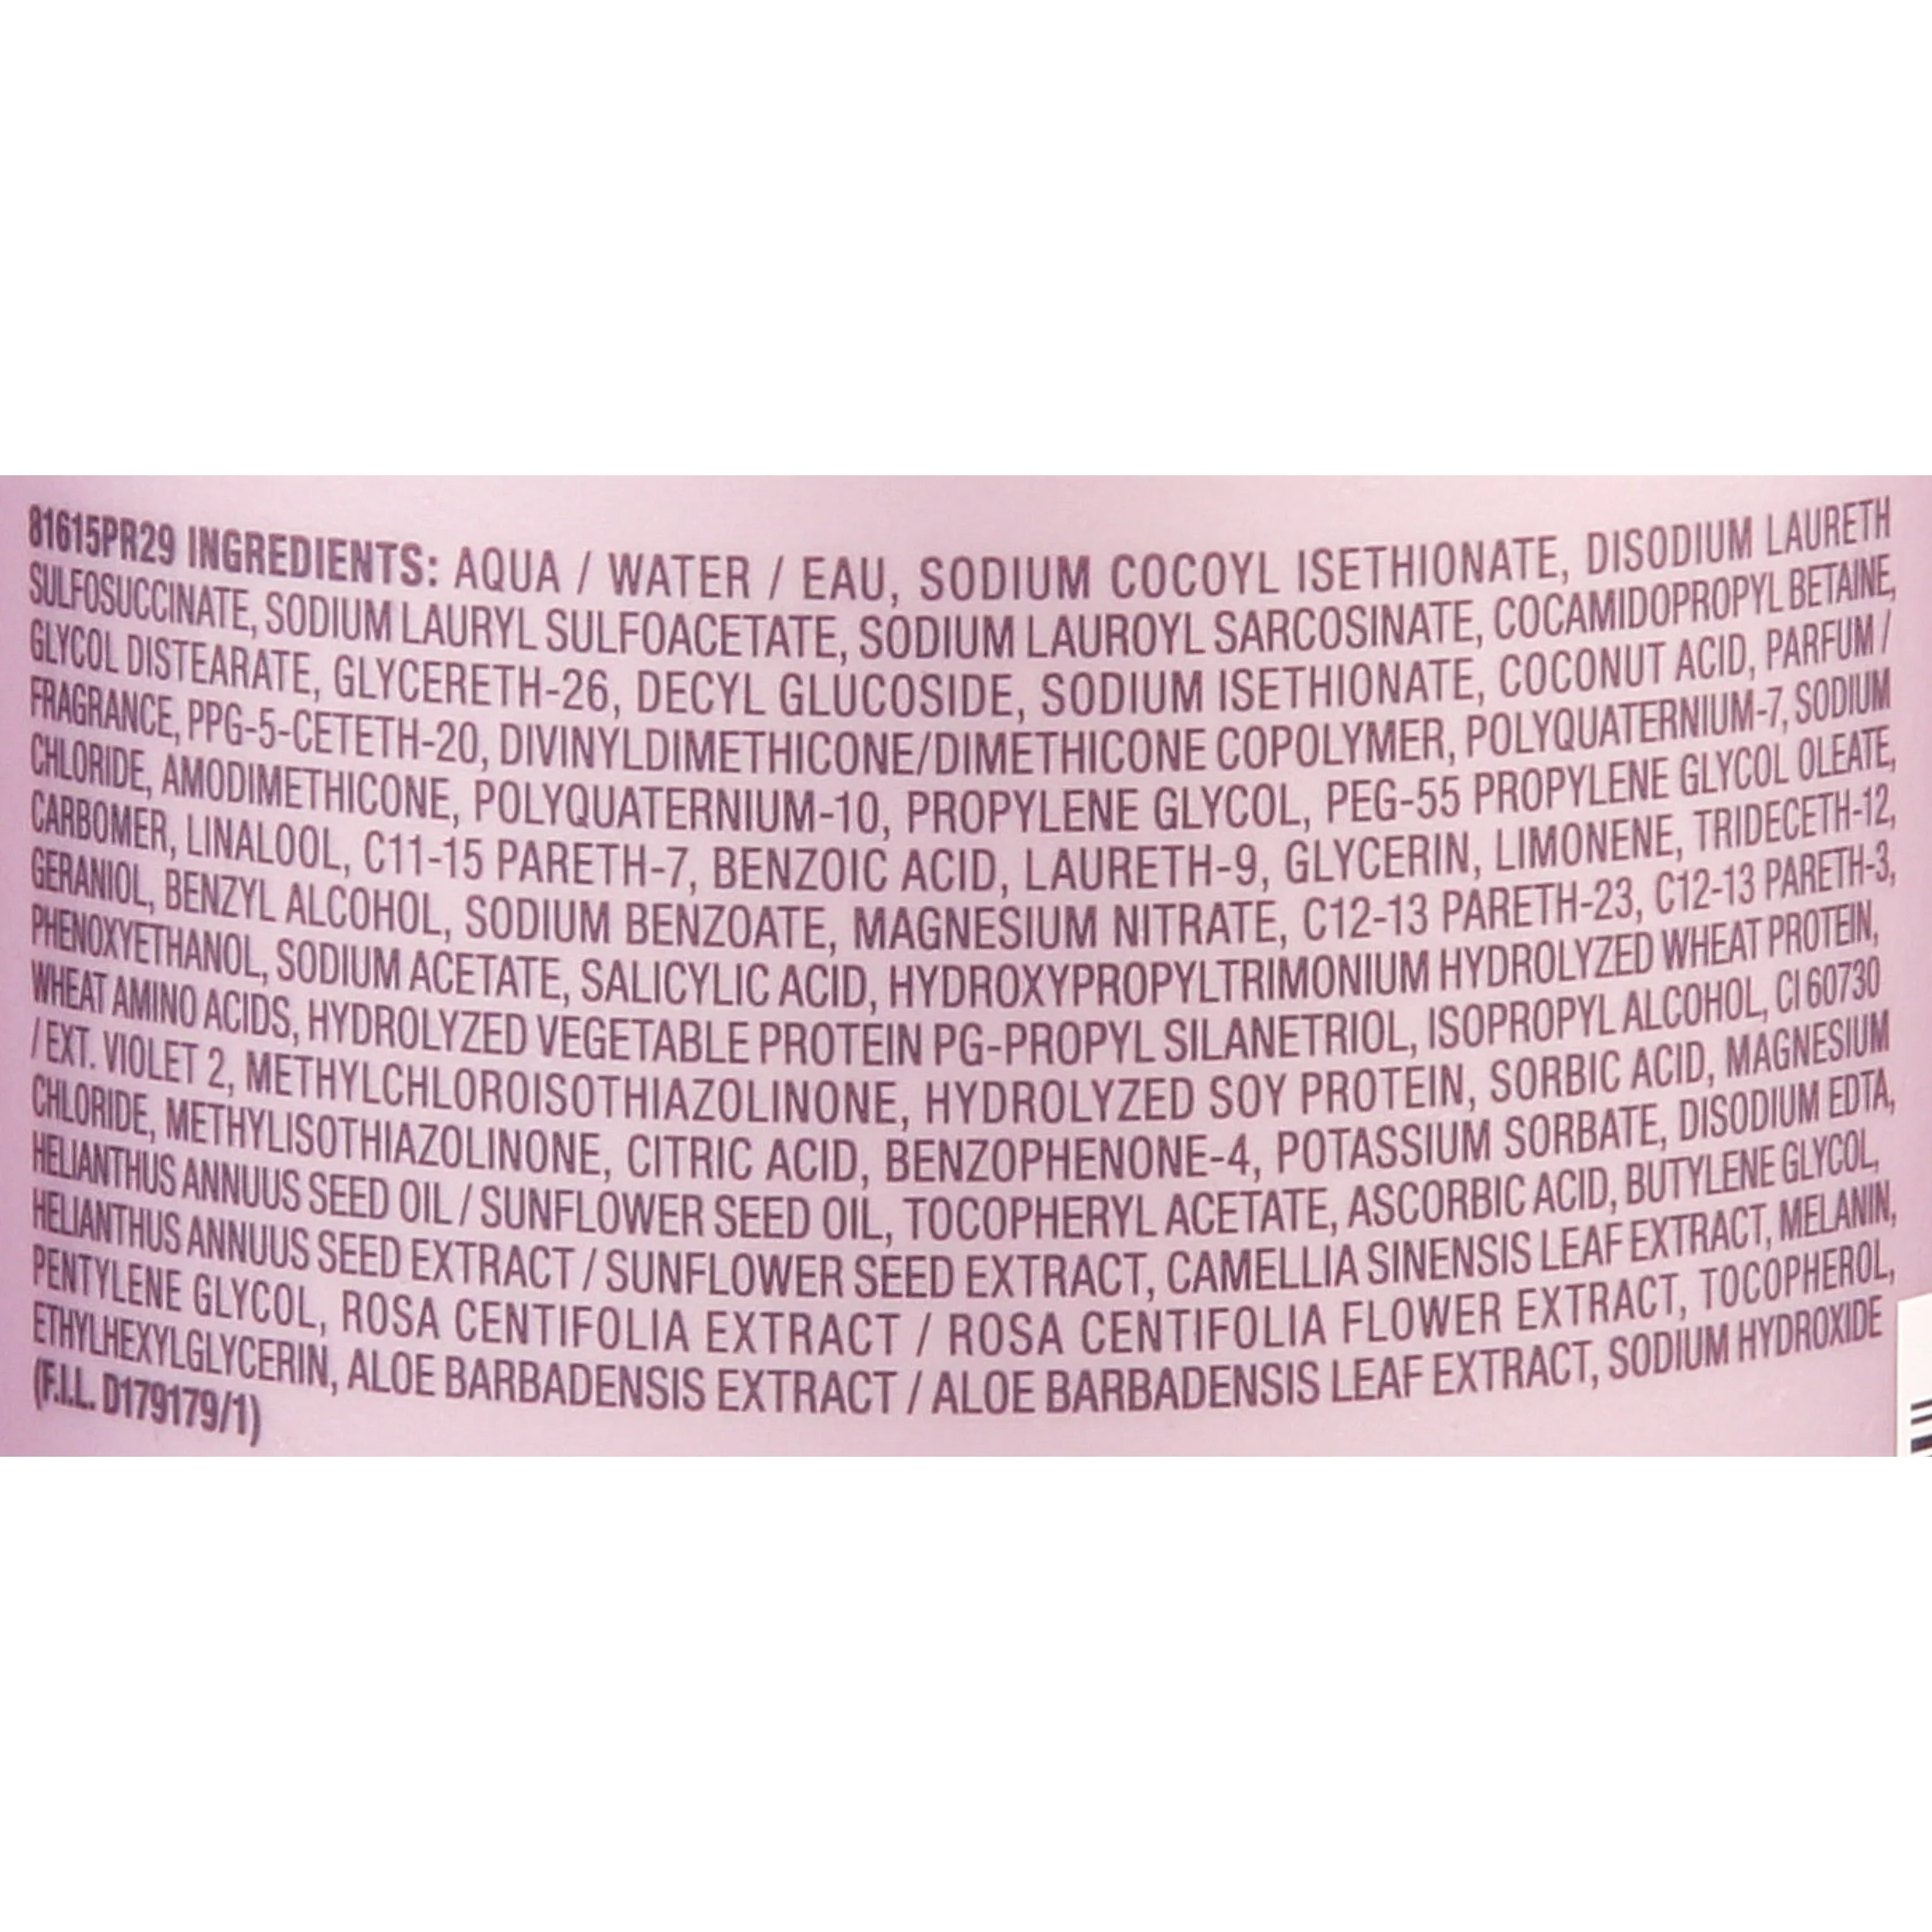 81615PR29 INGREDIENTS: AQUA / WATER / EAU, SODIUM COCOYL ISETHIONATE, DISODIUM LAURETH
SULFOSUCCINATE, SODIUM LAURYL SULFOACETATE, SODIUM LAUROYL SARCOSINATE, COCAMIDOPROPYL BETAINE,
GLYCOL DISTEARATE, GLYCERETH-26, DECYL GLUCOSIDE, SODIUM ISETHIONATE, COCONUT ACID, PARFUM /
FRAGRANCE, PPG-5-CETETH-20, DIVINYLDIMETHICONE/DIMETHICONE COPOLYMER, POLYQUATERNIUM-7, SODIUM
CHLORIDE, AMODIMETHICONE, POLYQUATERNIUM-10, PROPYLENE GLYCOL, PEG-55 PROPYLENE GLYCOL OLEATE,
CARBOMER, LINALOOL, C11-15 PARETH-7, BENZOIC ACID, LAURETH-9, GLYCERIN, LIMONENE, TRIDECETH-12,
GERANIOL, BENZYL ALCOHOL, SODIUM BENZOATE, MAGNESIUM NITRATE, C12-13 PARETH-23, C12-13 PARETH-3,
PHENOXYETHANOL, SODIUM ACETATE, SALICYLIC ACID, HYDROXYPROPYLTRIMONIUM HYDROLYZED WHEAT PROTEIN,
WHEAT AMINO ACIDS, HYDROLYZED VEGETABLE PROTEIN PG-PROPYL SILANETRIOL, ISOPROPYL ALCOHOL, CI 60730
/ EXT. VIOLET 2, METHYLCHLOROISOTHIAZOLINONE, HYDROLYZED SOY PROTEIN, SORBIC ACID, MAGNESIUM
CHLORIDE, METHYLISOTHIAZOLINONE, CITRIC ACID, BENZOPHENONE-4, POTASSIUM SORBATE, DISODIUM EDTA,
HELIANTHUS ANNUUS SEED OIL / SUNFLOWER SEED OIL, TOCOPHERYL ACETATE, ASCORBIC ACID, BUTYLENE GLYCOL,
HELIANTHUS ANNUUS SEED EXTRACT / SUNFLOWER SEED EXTRACT, CAMELLIA SINENSIS LEAF EXTRACT, MELANIN,
PENTYLENE GLYCOL, ROSA CENTIFOLIA EXTRACT / ROSA CENTIFOLIA FLOWER EXTRACT, TOCOPHEROL,
ETHYLHEXYLGLYCERIN, ALOE BARBADENSIS EXTRACT / ALOE BARBADENSIS LEAF EXTRACT, SODIUM HYDROXIDE
(F.I.L. D179179/1)